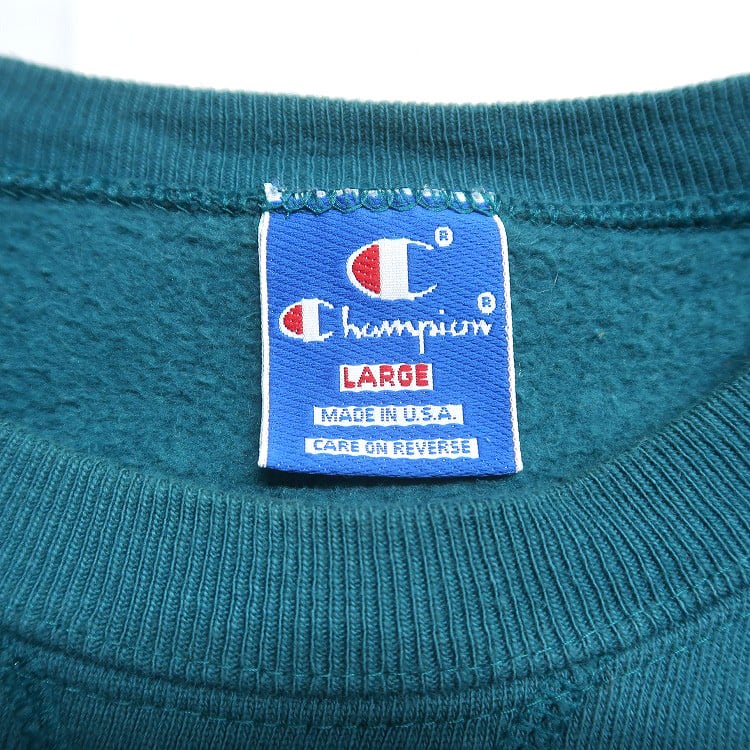 C ®
Champion ®
LARGE
MADE IN U.S.A.
CARE ON REVERSE